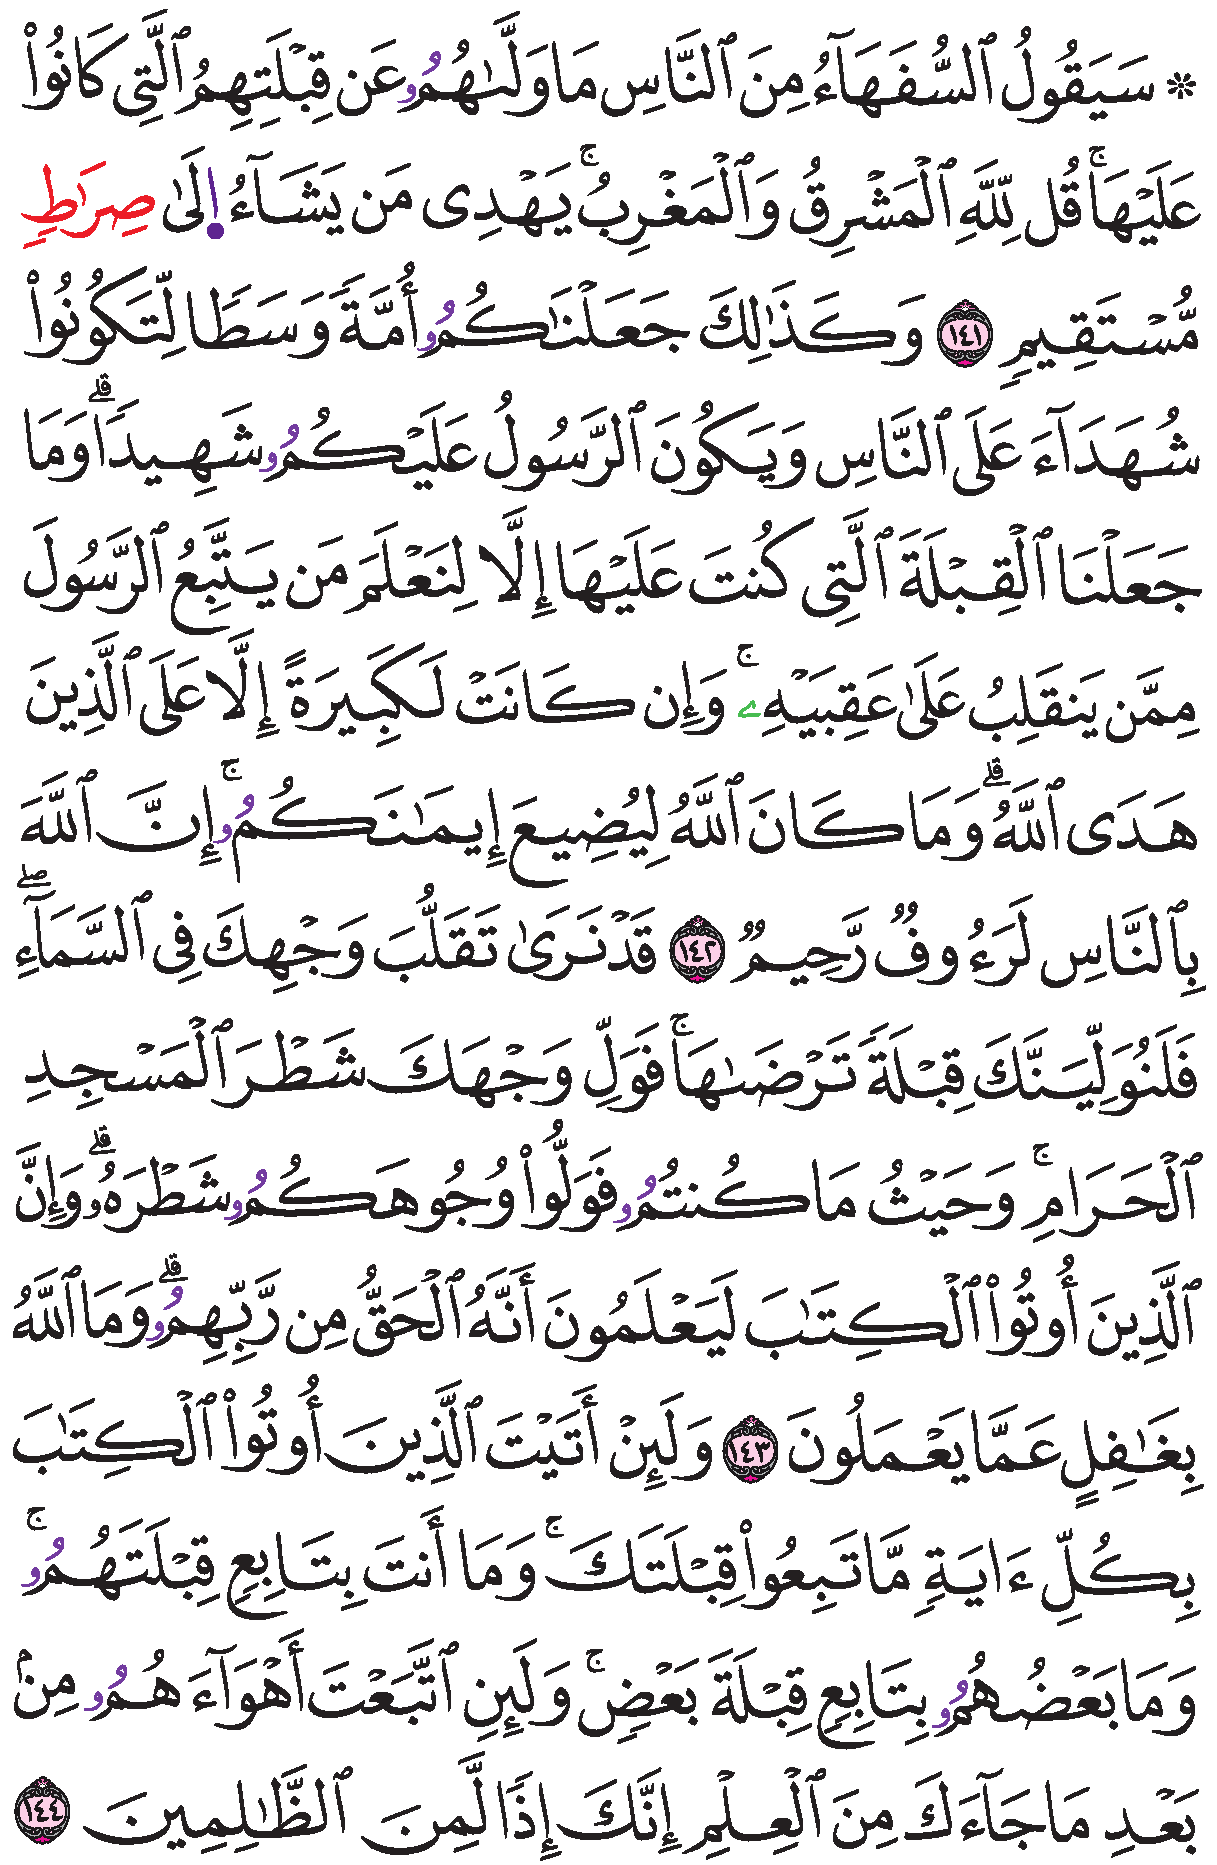 ۞ سَيَقُولُ ٱلسُّفَهَآءُ مِنَ ٱلنَّاسِ مَا وَلَّىٰهُمُۥ عَن قِبْلَتِهِمُ ٱلَّتِى كَانُوا۟
عَلَيْهَا ۚ قُل لِّلَّهِ ٱلْمَشْرِقُ وَٱلْمَغْرِبُ ۚ يَهْدِى مَن يَشَآءُ اِ۬لَىٰ صِرَٰطٍ
مُّسْتَقِيمٍ ١٤١ وَكَذَٰلِكَ جَعَلْنَٰكُمُۥ أُمَّةً وَسَطًا لِّتَكُونُوا۟
شُهَدَآءَ عَلَى ٱلنَّاسِ وَيَكُونَ ٱلرَّسُولُ عَلَيْكُمُۥ شَهِيدًا ۗ وَمَا
جَعَلْنَا ٱلْقِبْلَةَ ٱلَّتِى كُنتَ عَلَيْهَا إِلَّا لِنَعْلَمَ مَن يَتَّبِعُ ٱلرَّسُولَ
مِمَّن يَنقَلِبُ عَلَىٰ عَقِبَيْهِۦ ۚ وَإِن كَانَتْ لَكَبِيرَةً إِلَّا عَلَى ٱلَّذِينَ
هَدَى ٱللَّهُ ۗ وَمَا كَانَ ٱللَّهُ لِيُضِيعَ إِيمَٰنَكُمُۥ ۚ إِنَّ ٱللَّهَ
بِٱلنَّاسِ لَرَءُوفٌ رَّحِيمٌ ١٤٢ قَدْ نَرَىٰ تَقَلُّبَ وَجْهِكَ فِى ٱلسَّمَآءِ ۖ
فَلَنُوَلِّيَنَّكَ قِبْلَةً تَرْضَىٰهَا ۚ فَوَلِّ وَجْهَكَ شَطْرَ ٱلْمَسْجِدِ
ٱلْحَرَامِ ۚ وَحَيْثُ مَا كُنتُمُۥ فَوَلُّوا۟ وُجُوهَكُمُۥ شَطْرَهُۥ ۗ وَإِنَّ
ٱلَّذِينَ أُوتُوا۟ ٱلْكِتَٰبَ لَيَعْلَمُونَ أَنَّهُ ٱلْحَقُّ مِن رَّبِّهِمُۥ ۗ وَمَا ٱللَّهُ
بِغَٰفِلٍ عَمَّا يَعْمَلُونَ ١٤٣ وَلَئِنْ أَتَيْتَ ٱلَّذِينَ أُوتُوا۟ ٱلْكِتَٰبَ
بِكُلِّ ءَايَةٍ مَّا تَبِعُوا۟ قِبْلَتَكَ ۚ وَمَا أَنتَ بِتَابِعٍ قِبْلَتَهُمُۥ ۚ
وَمَا بَعْضُهُمُۥ بِتَابِعٍ قِبْلَةَ بَعْضٍ ۚ وَلَئِنِ ٱتَّبَعْتَ أَهْوَآءَهُمُۥ مِنۢ
بَعْدِ مَا جَآءَكَ مِنَ ٱلْعِلْمِ إِنَّكَ إِذًا لَّمِنَ ٱلظَّٰلِمِينَ ١٤٤